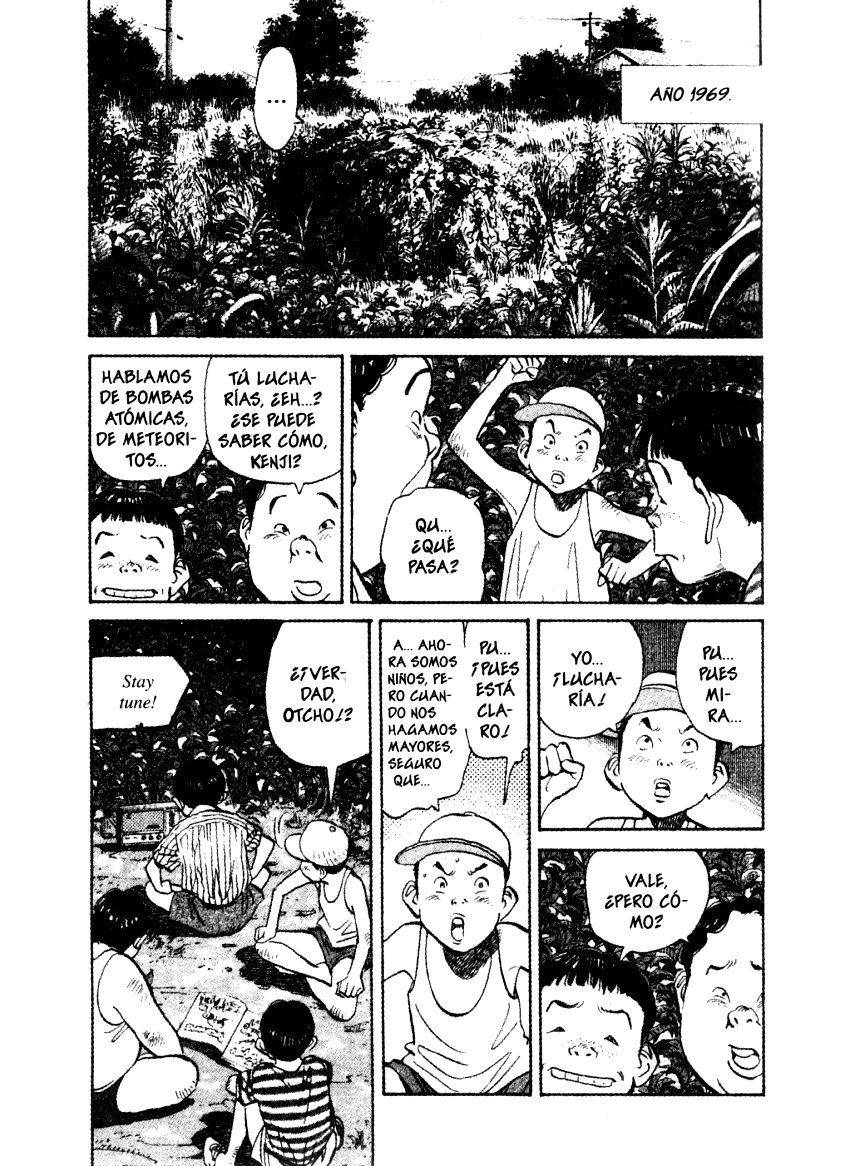 AÑO 1969.
...
QU...
¿QUÉ
PASA?
TÚ LUCHA-
RÍAS, ¿EH...?
¿SE PUEDE
SABER CÓMO,
KENJI?
HABLAMOS
DE BOMBAS
ATÓMICAS,
DE METEORI-
TOS...
PU...
PUES
MI-
RA...
YO...
¡LUCHA-
RÍA!
VALE,
¿PERO CÓ-
MO?
PU...
¡PUES
ESTÁ
CLA-
RO!
A... AHO-
RA SOMOS
NIÑOS, PE-
RO CUAN-
DO NOS
HAGAMOS
MAYORES,
SEGURO
QUE...
¿¡VER-
DAD,
OTCHO!?
Stay
tune!